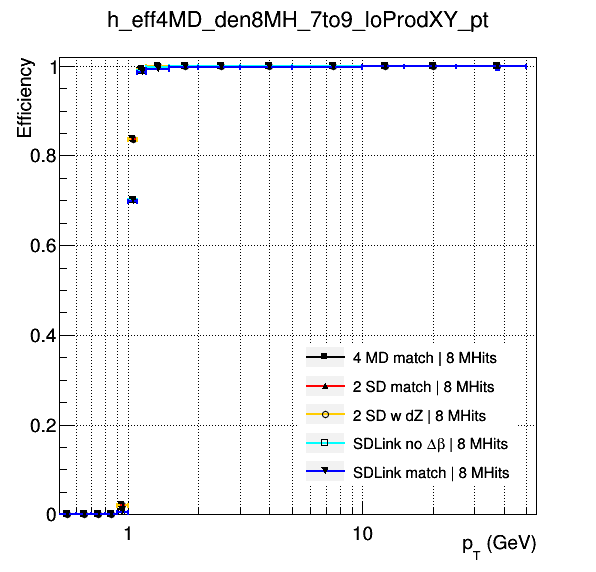 h_eff4MD_den8MH_7to9_loProdXY_pt
Efficiency
1
0.8
0.6
0.4
0.2
0
4 MD match | 8 MHits
2 SD match | 8 MHits
2 SD w dZ | 8 MHits
SDLink no Δβ | 8 MHits
SDLink match | 8 MHits
1
10
p_T (GeV)